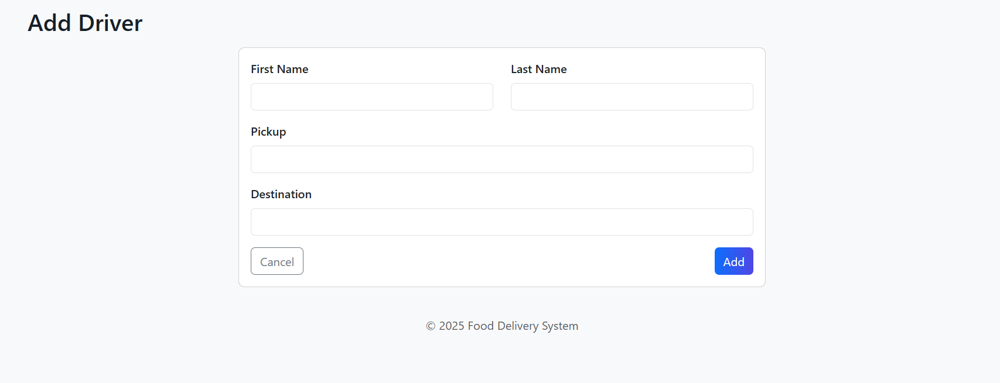 Add Driver
First Name Last Name
Pickup
Destination
Cancel Add
© 2025 Food Delivery System